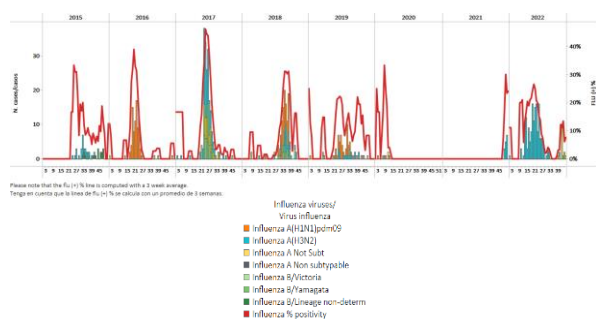 2015 2016 2017 2018 2019 2020 2021 2022
N. cases/casos
30
20
10
0
40%
30%
20%
10%
0%
% (+) Flu
Please note that the flu (+) % line is computed with a 3 week average
Tenga en cuenta que la línea de flu (+) % se calcula con un promedio de 3 semanas.
Influenza viruses/
Virus influenza
Influenza A(H1N1)pdm09
Influenza A(H3N2)
Influenza A Not Subt
Influenza A Non subtypable
Influenza B/Victoria
Influenza B/Yamagata
Influenza B/Lineage non-determ
Influenza % positivity